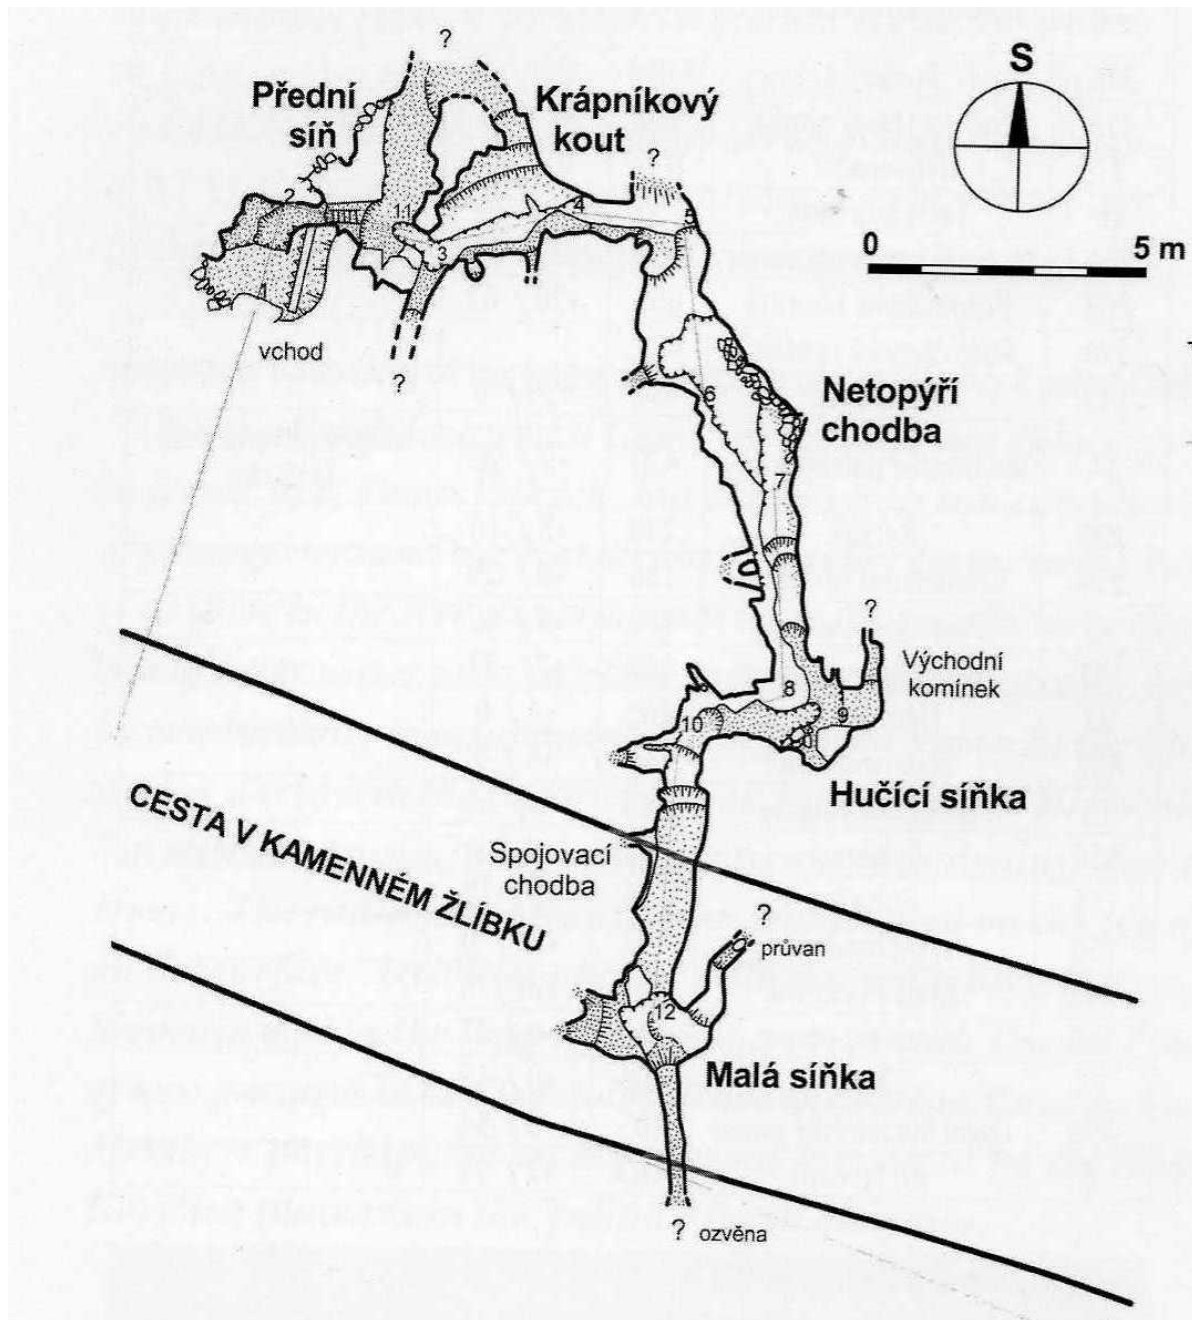 ?
S
Přední
síň
Krápníkový
kout
?
0
5 m
2
11
4
5
3
1
vchod
?
6
Netopýří
chodba
7
?
Východní
komínek
8
9
10
Hučící síňka
CESTA V KAMENNÉM ŽLÍBKU
Spojovací
chodba
?
průvan
12
Malá síňka
? ozvěna